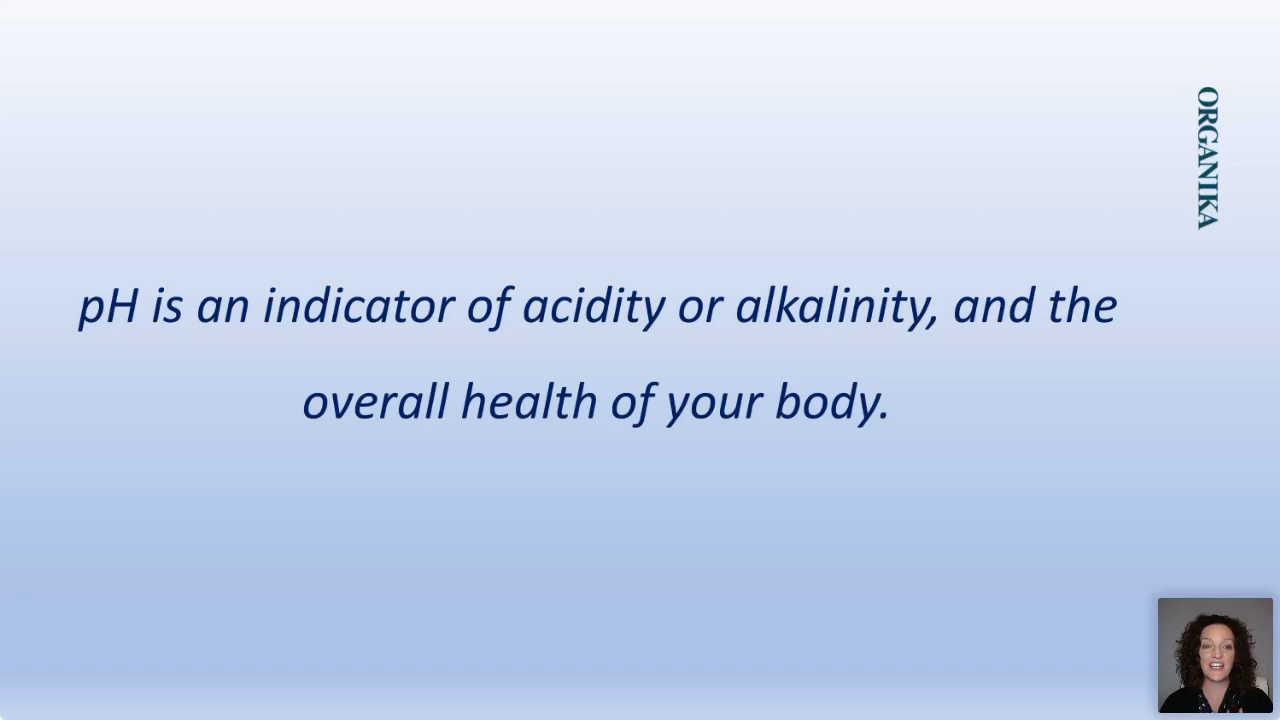 ORGANIKA
pH is an indicator of acidity or alkalinity, and the
overall health of your body.